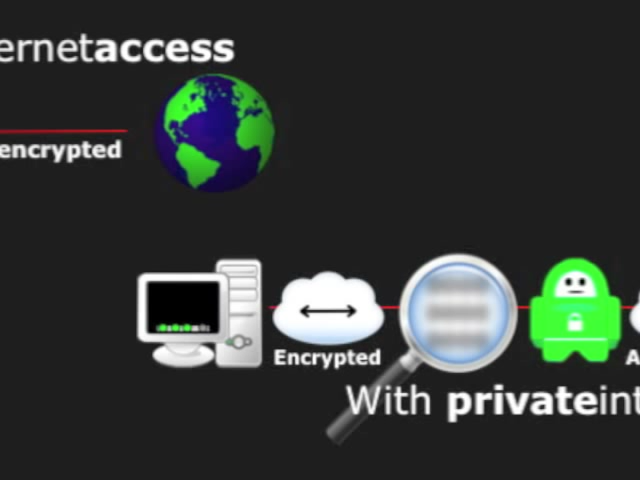 ernetaccess
encrypted
Encrypted
A
With privateint